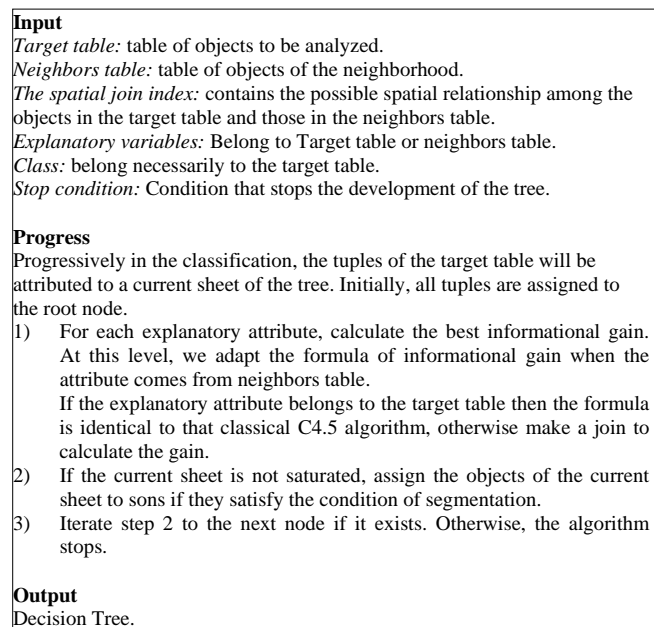 Input
Target table: table of objects to be analyzed.
Neighbors table: table of objects of the neighborhood.
The spatial join index: contains the possible spatial relationship among the
objects in the target table and those in the neighbors table.
Explanatory variables: Belong to Target table or neighbors table.
Class: belong necessarily to the target table.
Stop condition: Condition that stops the development of the tree.
Progress
Progressively in the classification, the tuples of the target table will be
attributed to a current sheet of the tree. Initially, all tuples are assigned to
the root node.
1) For each explanatory attribute, calculate the best informational gain.
At this level, we adapt the formula of informational gain when the
attribute comes from neighbors table.
If the explanatory attribute belongs to the target table then the formula
is identical to that classical C4.5 algorithm, otherwise make a join to
calculate the gain.
2) If the current sheet is not saturated, assign the objects of the current
sheet to sons if they satisfy the condition of segmentation.
3) Iterate step 2 to the next node if it exists. Otherwise, the algorithm
stops.
Output
Decision Tree.